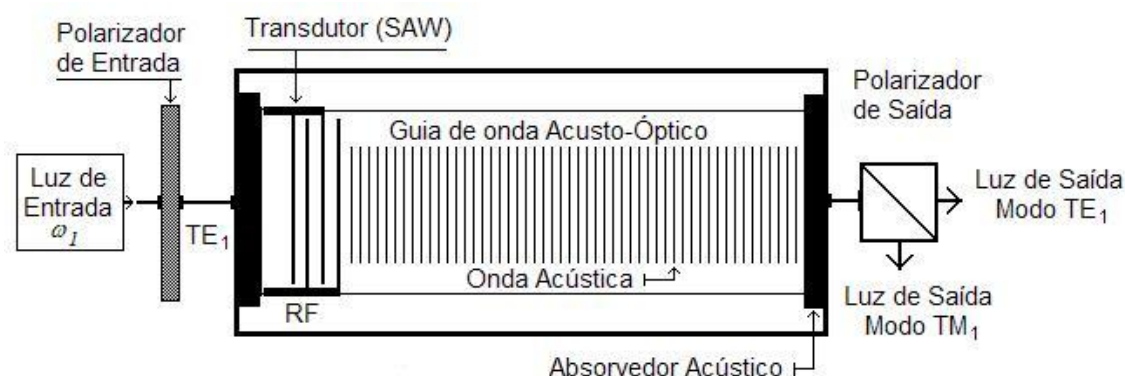 Polarizador
de Entrada
Transdutor (SAW)
Polarizador
de Saída
Guia de onda Acusto-Óptico
Luz de
Entrada
ω1
TE1
Luz de Saída
Modo TE1
Onda Acústica
RF
Luz de Saída
Modo TM1
Absorvedor Acústico